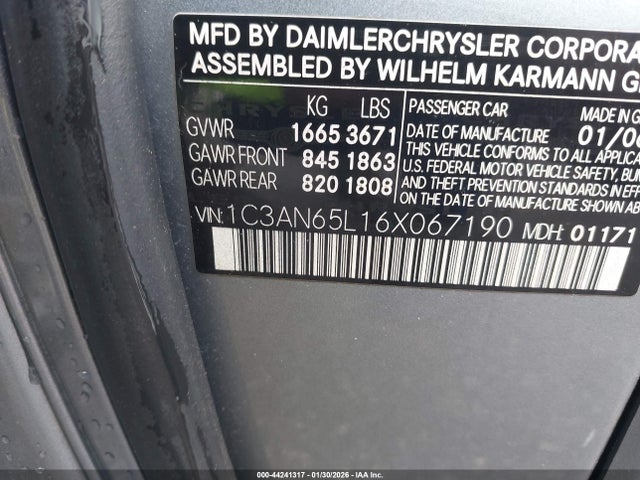 MFD BY DAIMLERCHRYSLER CORPORA
ASSEMBLED BY WILHELM KARMANN G
KG LBS
GVWR 1665 3671
GAWR FRONT 845 1863
GAWR REAR 820 1808
PASSENGER CAR MADE IN G
DATE OF MANUFACTURE 01/0
THIS VEHICLE CONFORMS TO ALL APPLICA
U.S. FEDERAL MOTOR VEHICLE SAFETY, BU
AND THEFT PREVENTION STANDARDS IN
EFFECT ON THE DATE OF MFR. SHOWN ABO
VIN: 1C3AN65L16X067190 MDH: 01171
000-44241317 - 01/30/2026 - IAA Inc.